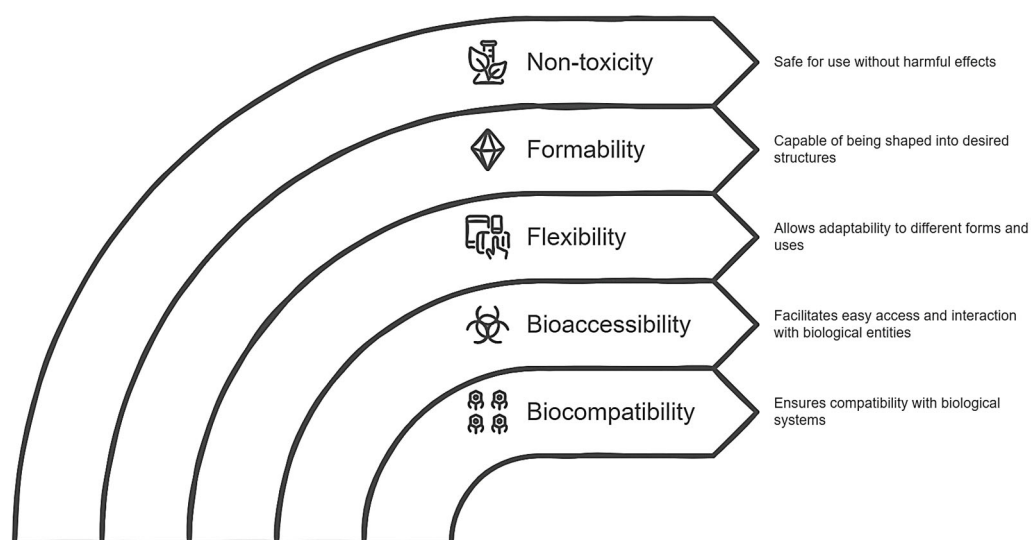 Non-toxicity
Safe for use without harmful effects
Formability
Capable of being shaped into desired
structures
Flexibility
Allows adaptability to different forms and
uses
Bioaccessibility
Facilitates easy access and interaction
with biological entities
Biocompatibility
Ensures compatibility with biological
systems